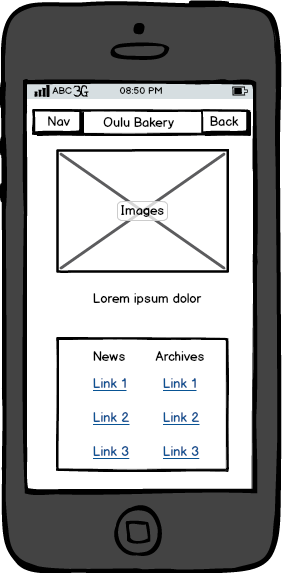 ABC 3G 08:50 PM
Nav Oulu Bakery Back
Images
Lorem ipsum dolor
News Archives
Link 1 Link 1
Link 2 Link 2
Link 3 Link 3